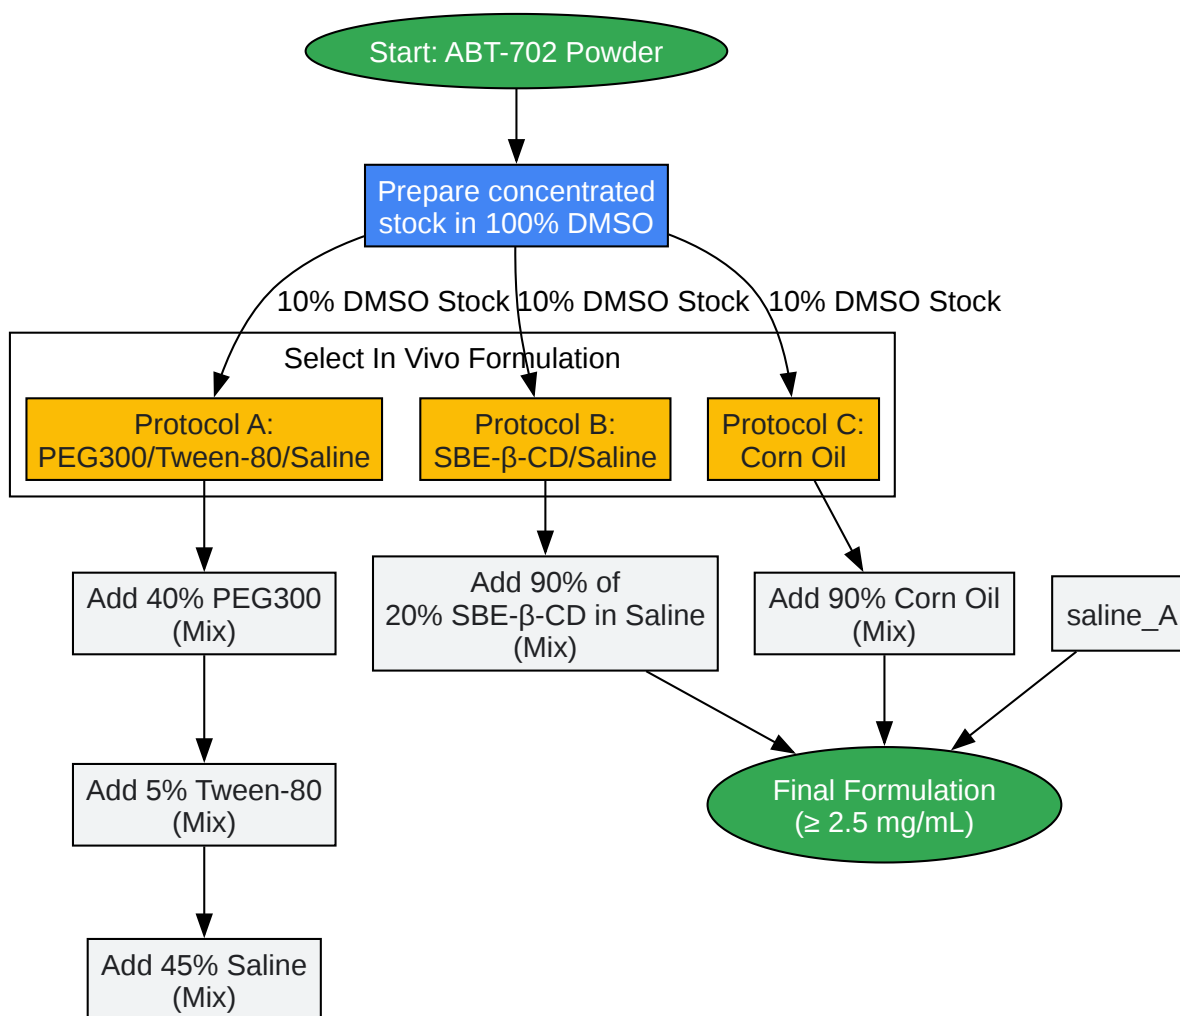 Start: ABT-702 Powder
Prepare concentrated
stock in 100% DMSO
10% DMSO Stock
10% DMSO Stock
10% DMSO Stock
Select In Vivo Formulation
Protocol A:
PEG300/Tween-80/Saline
Protocol B:
SBE-β-CD/Saline
Protocol C:
Corn Oil
Add 40% PEG300
(Mix)
Add 90% of
20% SBE-β-CD in Saline
(Mix)
Add 90% Corn Oil
(Mix)
saline_A
Add 5% Tween-80
(Mix)
Final Formulation
(≥ 2.5 mg/mL)
Add 45% Saline
(Mix)